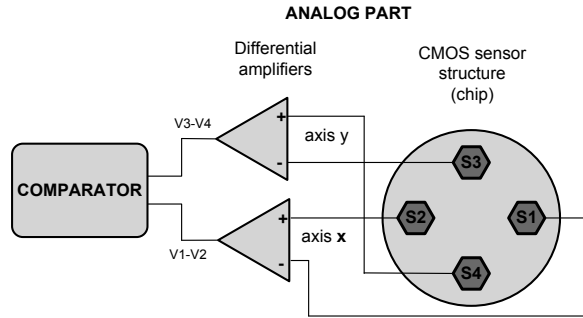 ANALOG PART
Differential
amplifiers
CMOS sensor
structure
(chip)
V3-V4
+
axis y
-
S3
COMPARATOR
+
S2
S1
axis x
V1-V2
-
S4